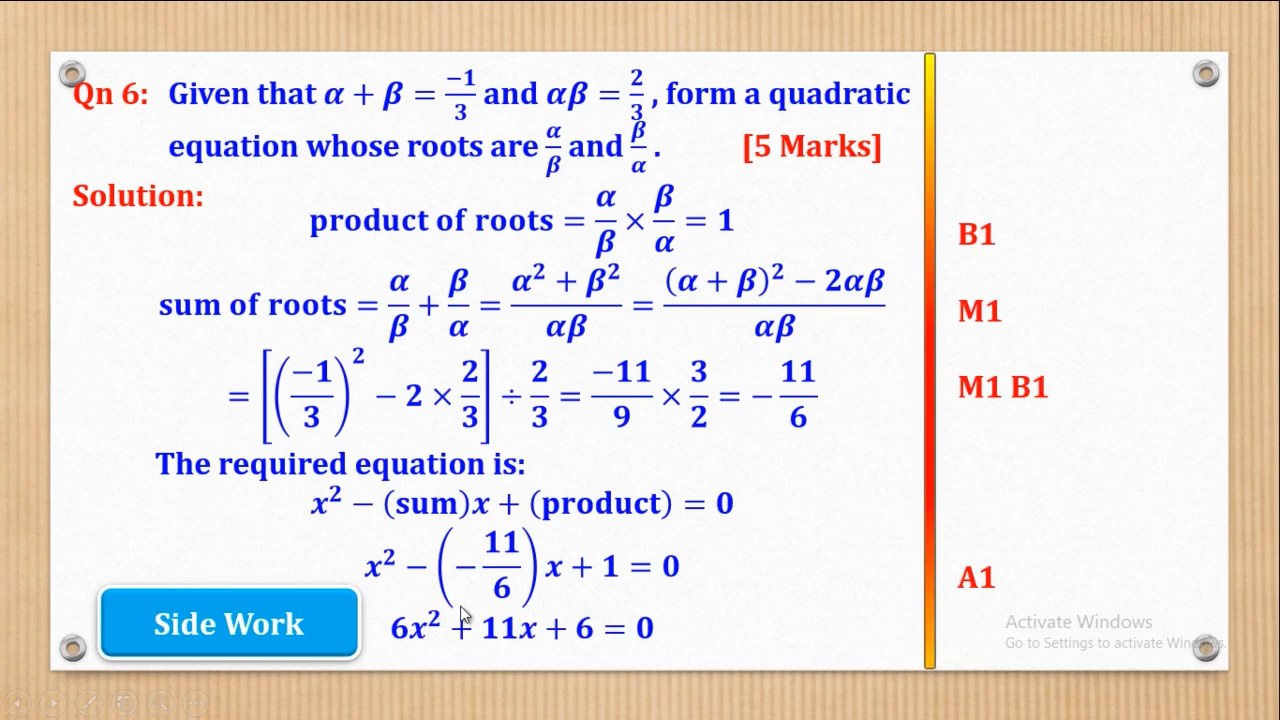 Qn 6: Given that α + β = -1/3 and αβ = 2/3, form a quadratic
equation whose roots are α/β and β/α. [5 Marks]
Solution:
product of roots = α/β × β/α = 1
B1
sum of roots = α/β + β/α = (α² + β²)/(αβ) = ((α + β)² − 2αβ)/(αβ)
M1
= [(-1/3)² − 2 × 2/3] ÷ 2/3 = -11/9 × 3/2 = −11/6
M1 B1
The required equation is:
x² − (sum)x + (product) = 0
x² − (−11/6)x + 1 = 0
A1
6x² + 11x + 6 = 0
Side Work
Activate Windows
Go to Settings to activate Windows.